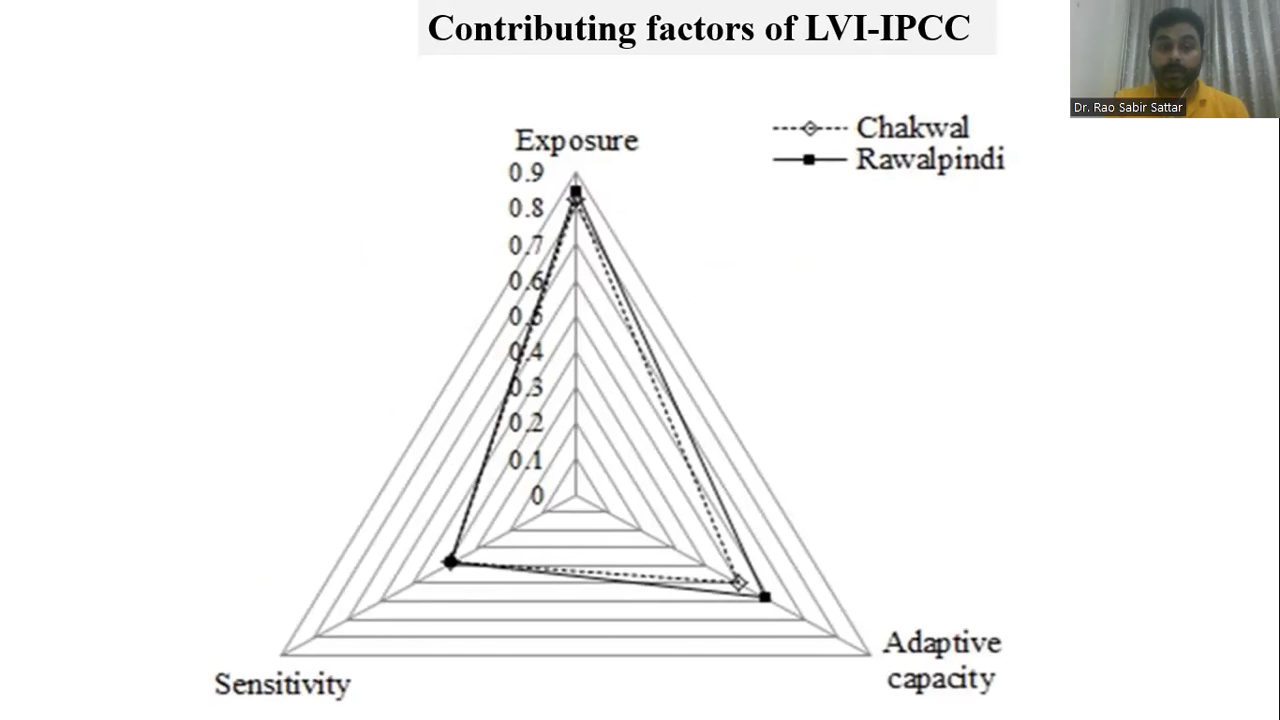 Contributing factors of LVI-IPCC
Dr. Rao Sabir Sattar
Chakwal
Rawalpindi
Exposure
0.9
0.8
0.7
0.6
0.5
0.4
0.3
0.2
0.1
0
Adaptive
capacity
Sensitivity